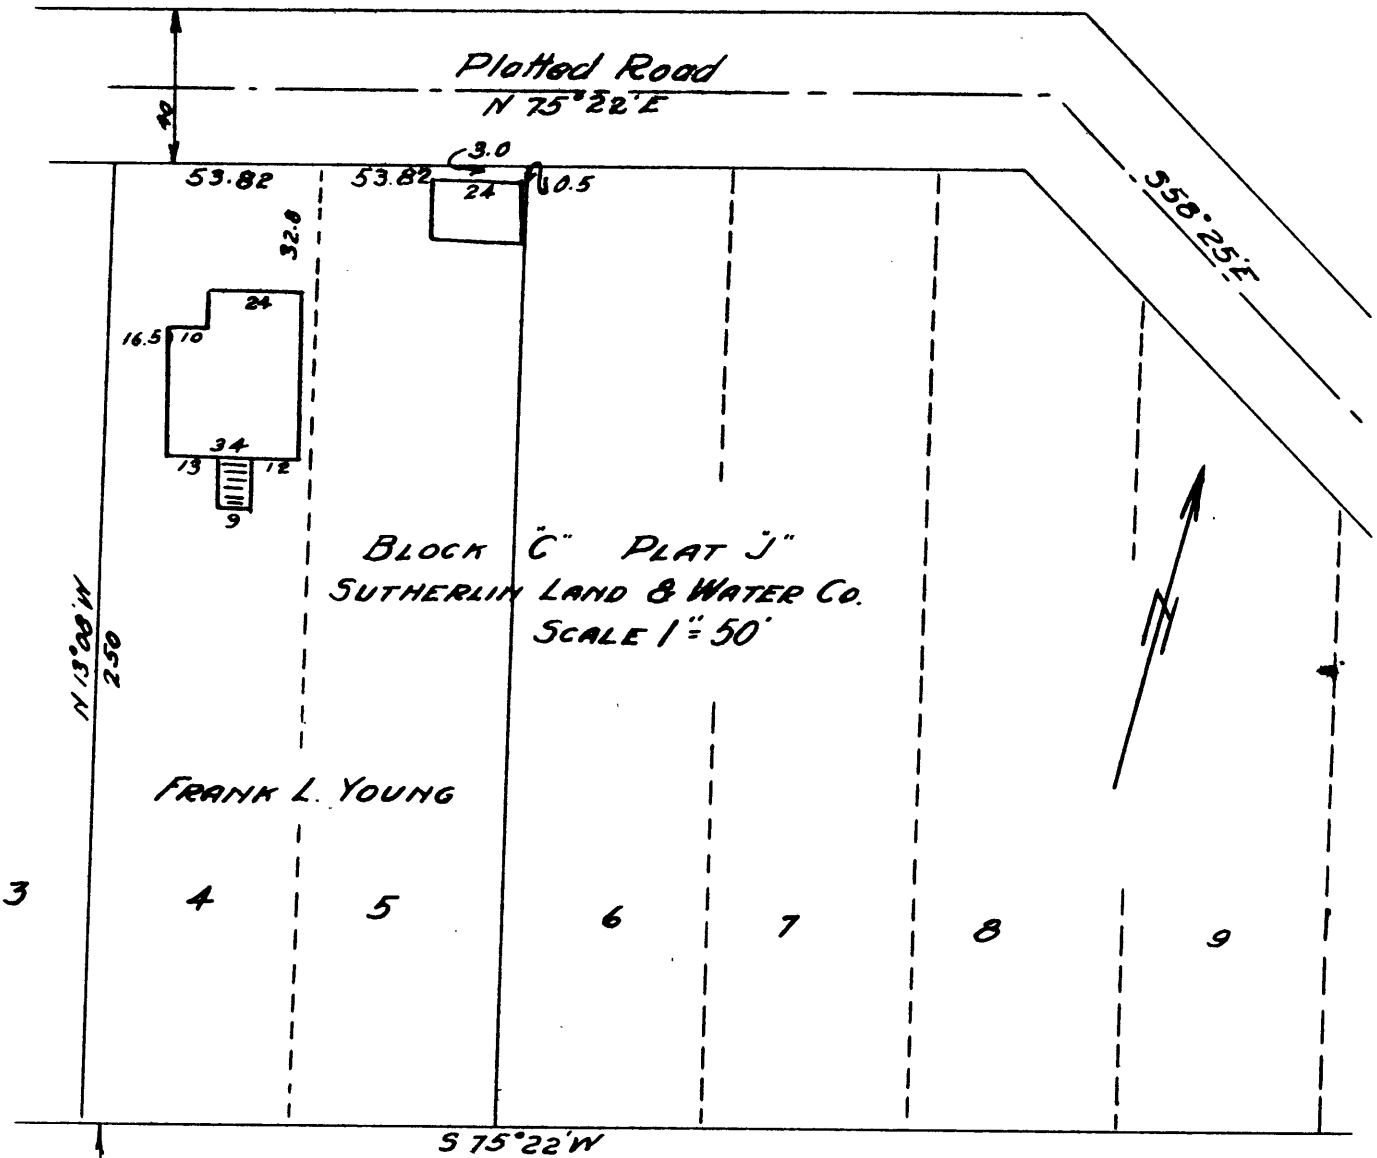 Platted Road
N 75°22'E
40
3.0
53.82
53.82
24
0.5
S58°25'E
32.8
24
16.5
10
34
13
12
9
BLOCK "C" PLAT "J"
SUTHERLIN LAND & WATER CO.
SCALE 1"=50'
N 13°08'W
250
N
FRANK L. YOUNG
3
4
5
6
7
8
9
S 75°22'W